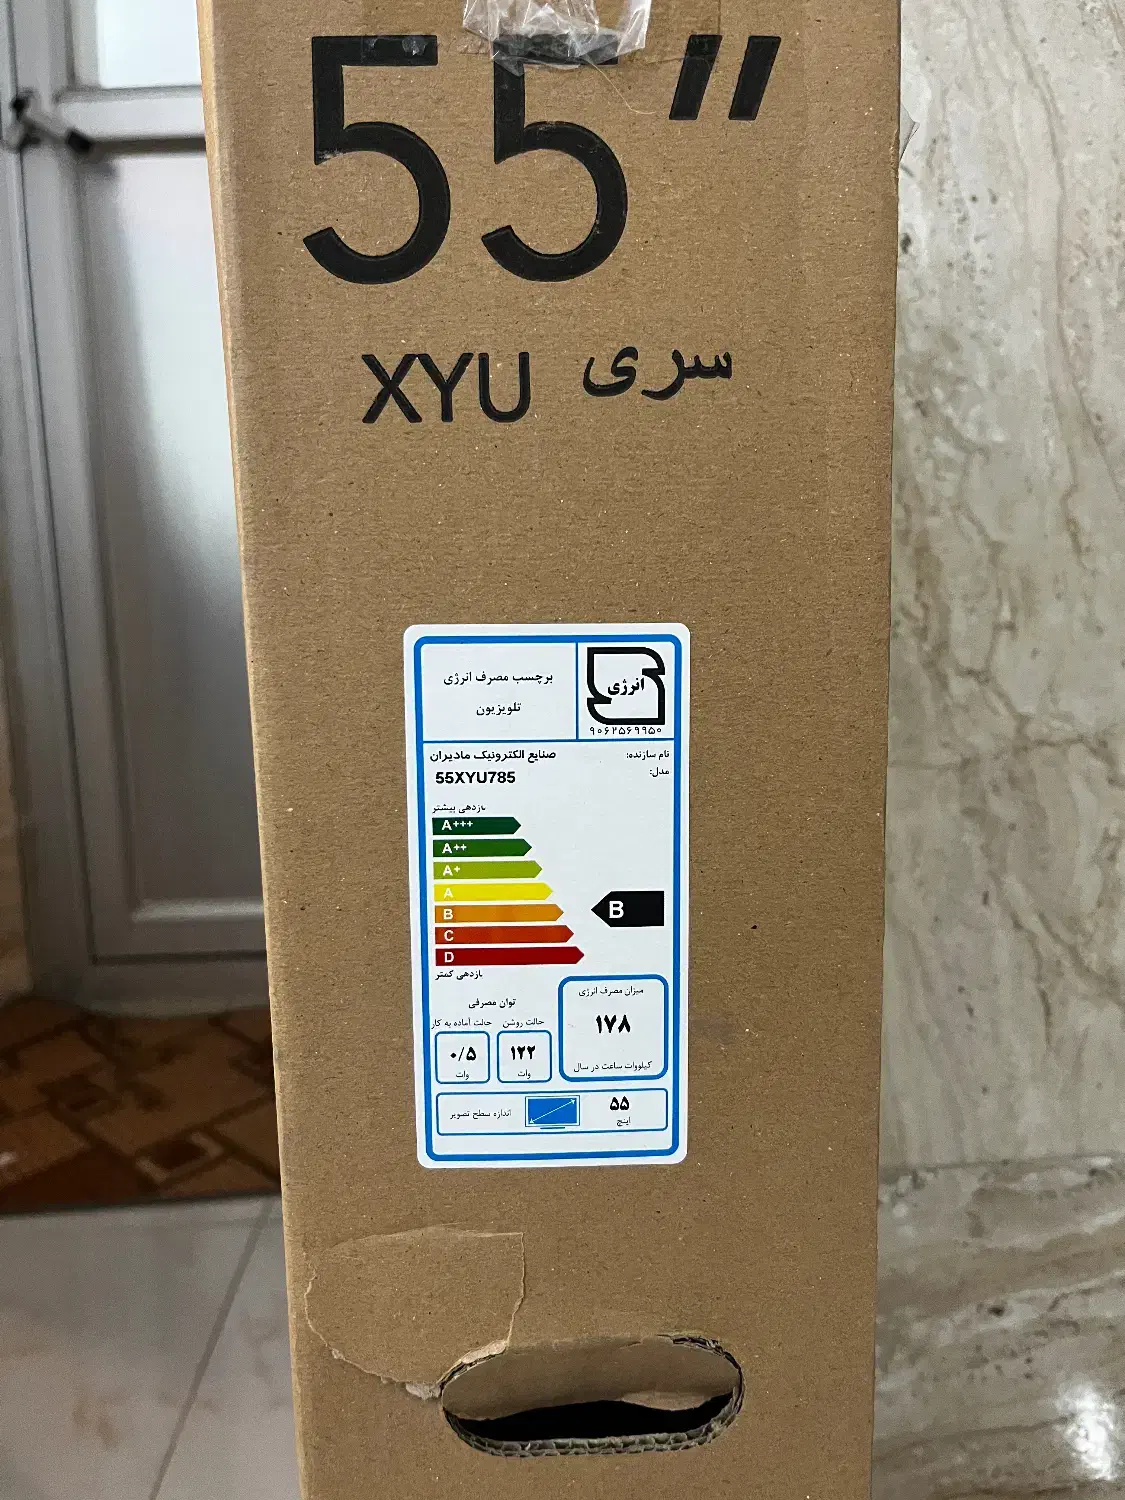 55"
سری XYU
برچسب مصرف انرژی
تلویزیون
انرژی
۹۰۶۲۵۶۹۹۵۰
نام سازنده: صنایع الکترونیک مادیران
مدل: 55XYU785
بازدهی بیشتر
A+++
A++
A+
A
B
B
C
D
بازدهی کمتر
توان مصرفی
حالت روشن
۱۲۲
وات
حالت آماده به کار
۰/۵
وات
میزان مصرف انرژی
۱۷۸
کیلووات ساعت در سال
اندازه سطح تصویر
۵۵
اینچ